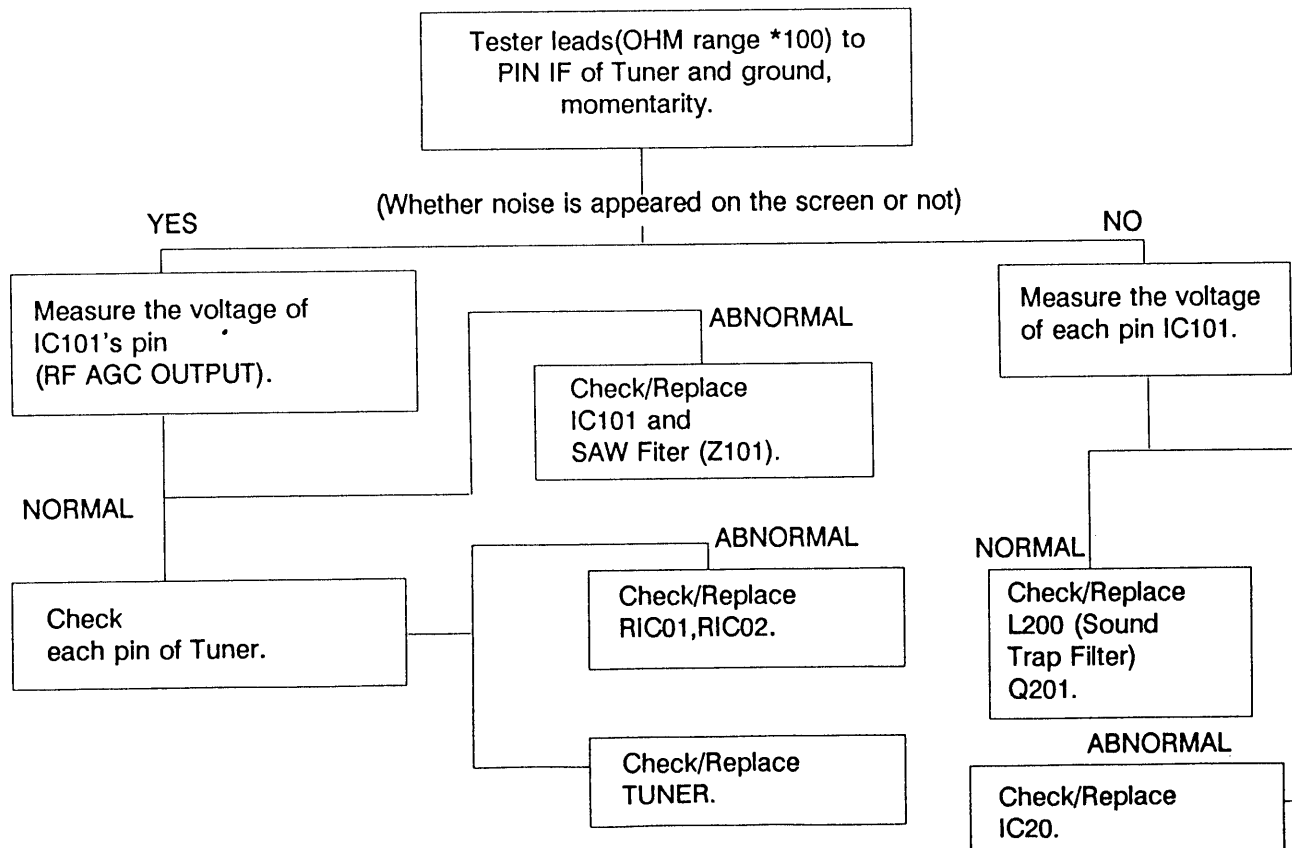 Tester leads(OHM range *100) to
PIN IF of Tuner and ground,
momentarity.
(Whether noise is appeared on the screen or not)
YES
NO
Measure the voltage of
IC101's pin
(RF AGC OUTPUT).
ABNORMAL
Check/Replace
IC101 and
SAW Fiter (Z101).
Measure the voltage
of each pin IC101.
NORMAL
Check
each pin of Tuner.
ABNORMAL
Check/Replace
RIC01,RIC02.
Check/Replace
TUNER.
NORMAL
Check/Replace
L200 (Sound
Trap Filter)
Q201.
ABNORMAL
Check/Replace
IC20.